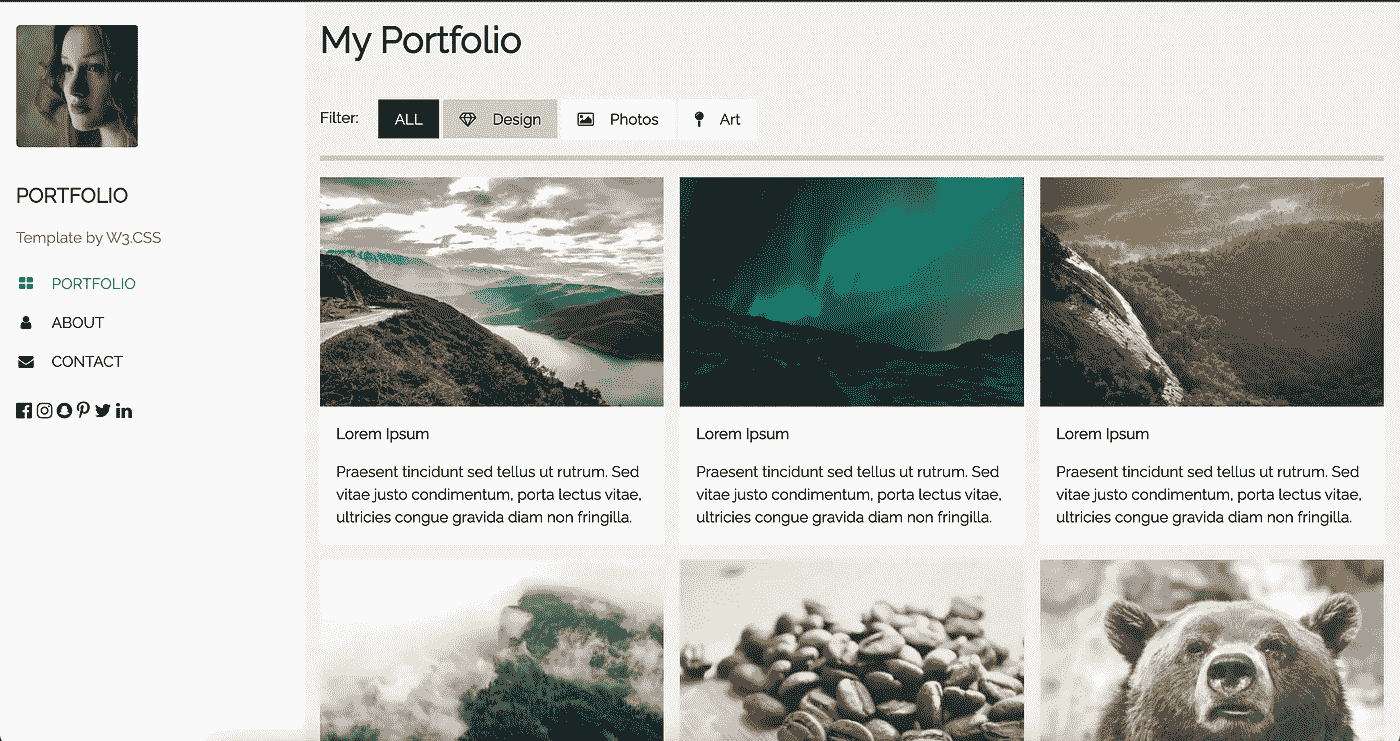 PORTFOLIO
Template by W3.CSS
PORTFOLIO
ABOUT
CONTACT
My Portfolio
Filter: ALL Design Photos Art
Lorem Ipsum
Praesent tincidunt sed tellus ut rutrum. Sed
vitae justo condimentum, porta lectus vitae,
ultricies congue gravida diam non fringilla.
Lorem Ipsum
Praesent tincidunt sed tellus ut rutrum. Sed
vitae justo condimentum, porta lectus vitae,
ultricies congue gravida diam non fringilla.
Lorem Ipsum
Praesent tincidunt sed tellus ut rutrum. Sed
vitae justo condimentum, porta lectus vitae,
ultricies congue gravida diam non fringilla.